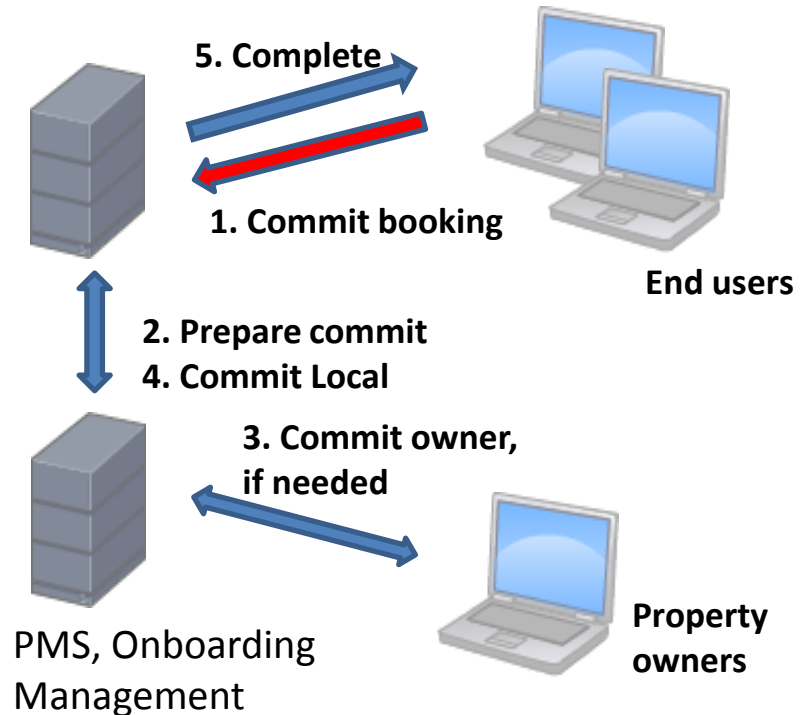 5. Complete
1. Commit booking
End users
2. Prepare commit
4. Commit Local
3. Commit owner,
if needed
Property
owners
PMS, Onboarding
Management